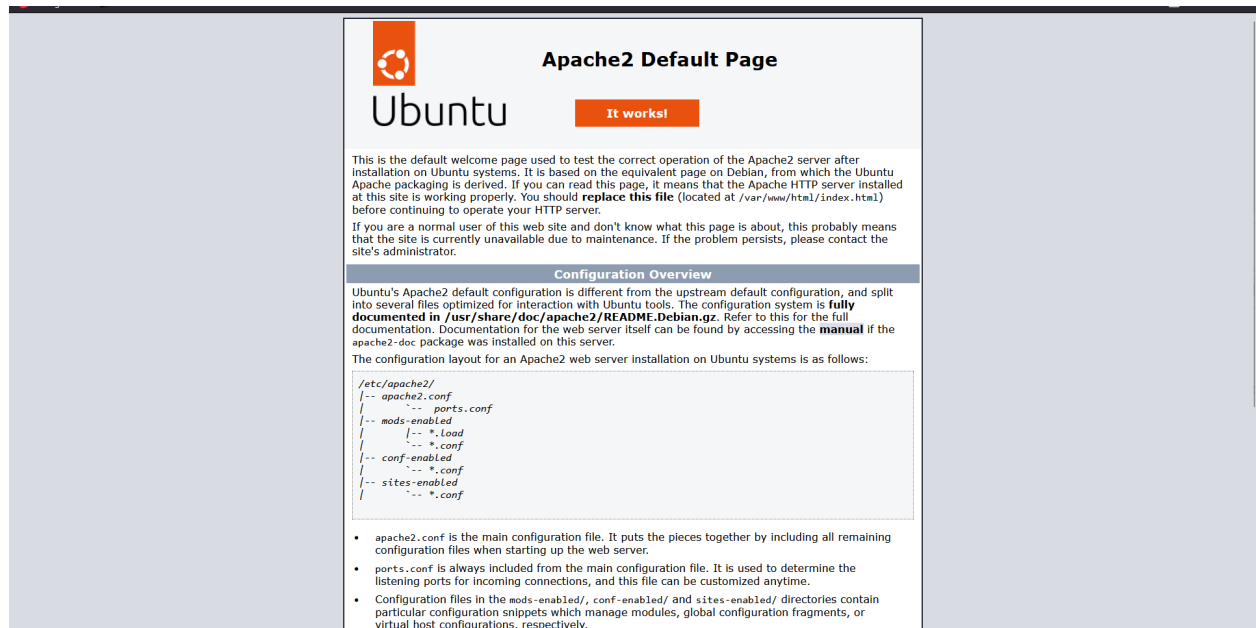 Apache2 Default Page
Ubuntu
It works!
This is the default welcome page used to test the correct operation of the Apache2 server after
installation on Ubuntu systems. It is based on the equivalent page on Debian, from which the Ubuntu
Apache packaging is derived. If you can read this page, it means that the Apache HTTP server installed
at this site is working properly. You should replace this file (located at /var/www/html/index.html)
before continuing to operate your HTTP server.
If you are a normal user of this web site and don't know what this page is about, this probably means
that the site is currently unavailable due to maintenance. If the problem persists, please contact the
site's administrator.
Configuration Overview
Ubuntu's Apache2 default configuration is different from the upstream default configuration, and split
into several files optimized for interaction with Ubuntu tools. The configuration system is fully
documented in /usr/share/doc/apache2/README.Debian.gz. Refer to this for the full
documentation. Documentation for the web server itself can be found by accessing the manual if the
apache2-doc package was installed on this server.
The configuration layout for an Apache2 web server installation on Ubuntu systems is as follows:
/etc/apache2/
|-- apache2.conf
|       `--  ports.conf
|-- mods-enabled
|       |-- *.load
|       `-- *.conf
|-- conf-enabled
|       `-- *.conf
|-- sites-enabled
|       `-- *.conf
• apache2.conf is the main configuration file. It puts the pieces together by including all remaining
configuration files when starting up the web server.
• ports.conf is always included from the main configuration file. It is used to determine the
listening ports for incoming connections, and this file can be customized anytime.
• Configuration files in the mods-enabled/, conf-enabled/ and sites-enabled/ directories contain
particular configuration snippets which manage modules, global configuration fragments, or
virtual host configurations, respectively.